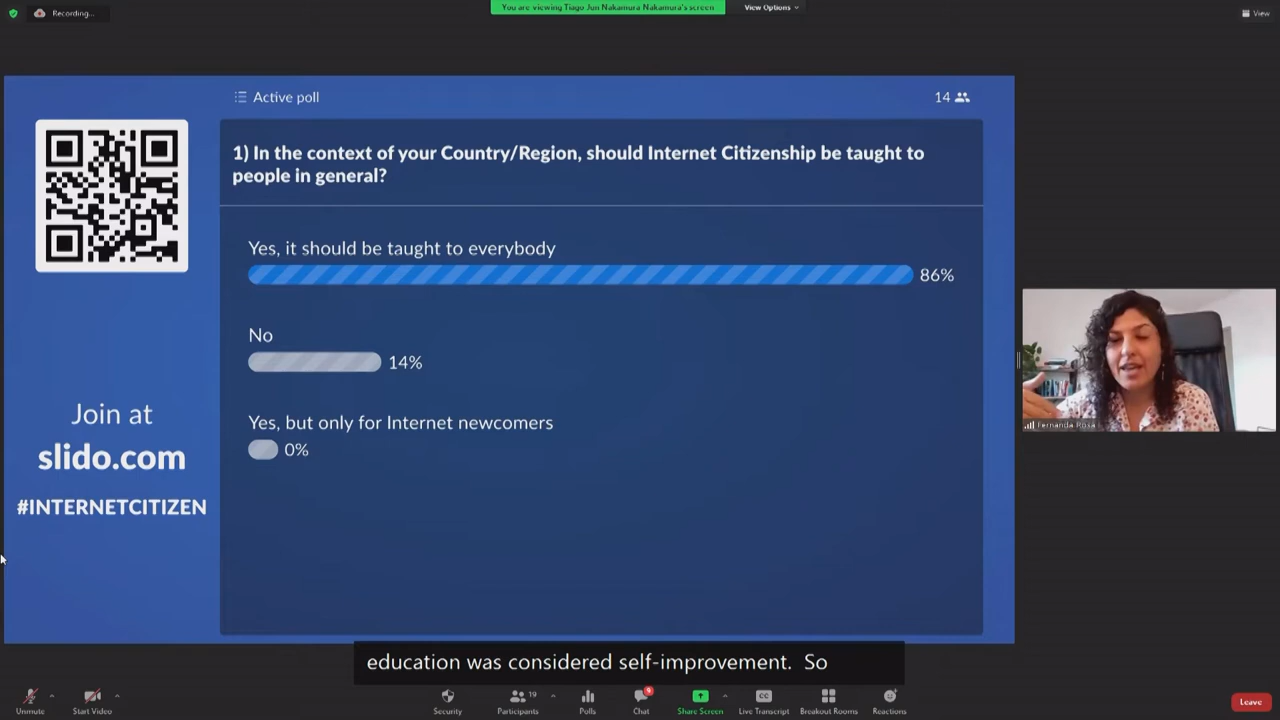 Recording...
You are viewing Tiago Jun Nakamura Nakamura's screen
View Options
View
Active poll
14
1) In the context of your Country/Region, should Internet Citizenship be taught to
people in general?
Yes, it should be taught to everybody
86%
No
14%
Yes, but only for Internet newcomers
0%
Join at
slido.com
#INTERNETCITIZEN
Fernanda Rosa
education was considered self-improvement. So
Unmute
Start Video
Security
Participants
19
Polls
Chat
Share Screen
Live Transcript
Breakout Rooms
Reactions
Leave